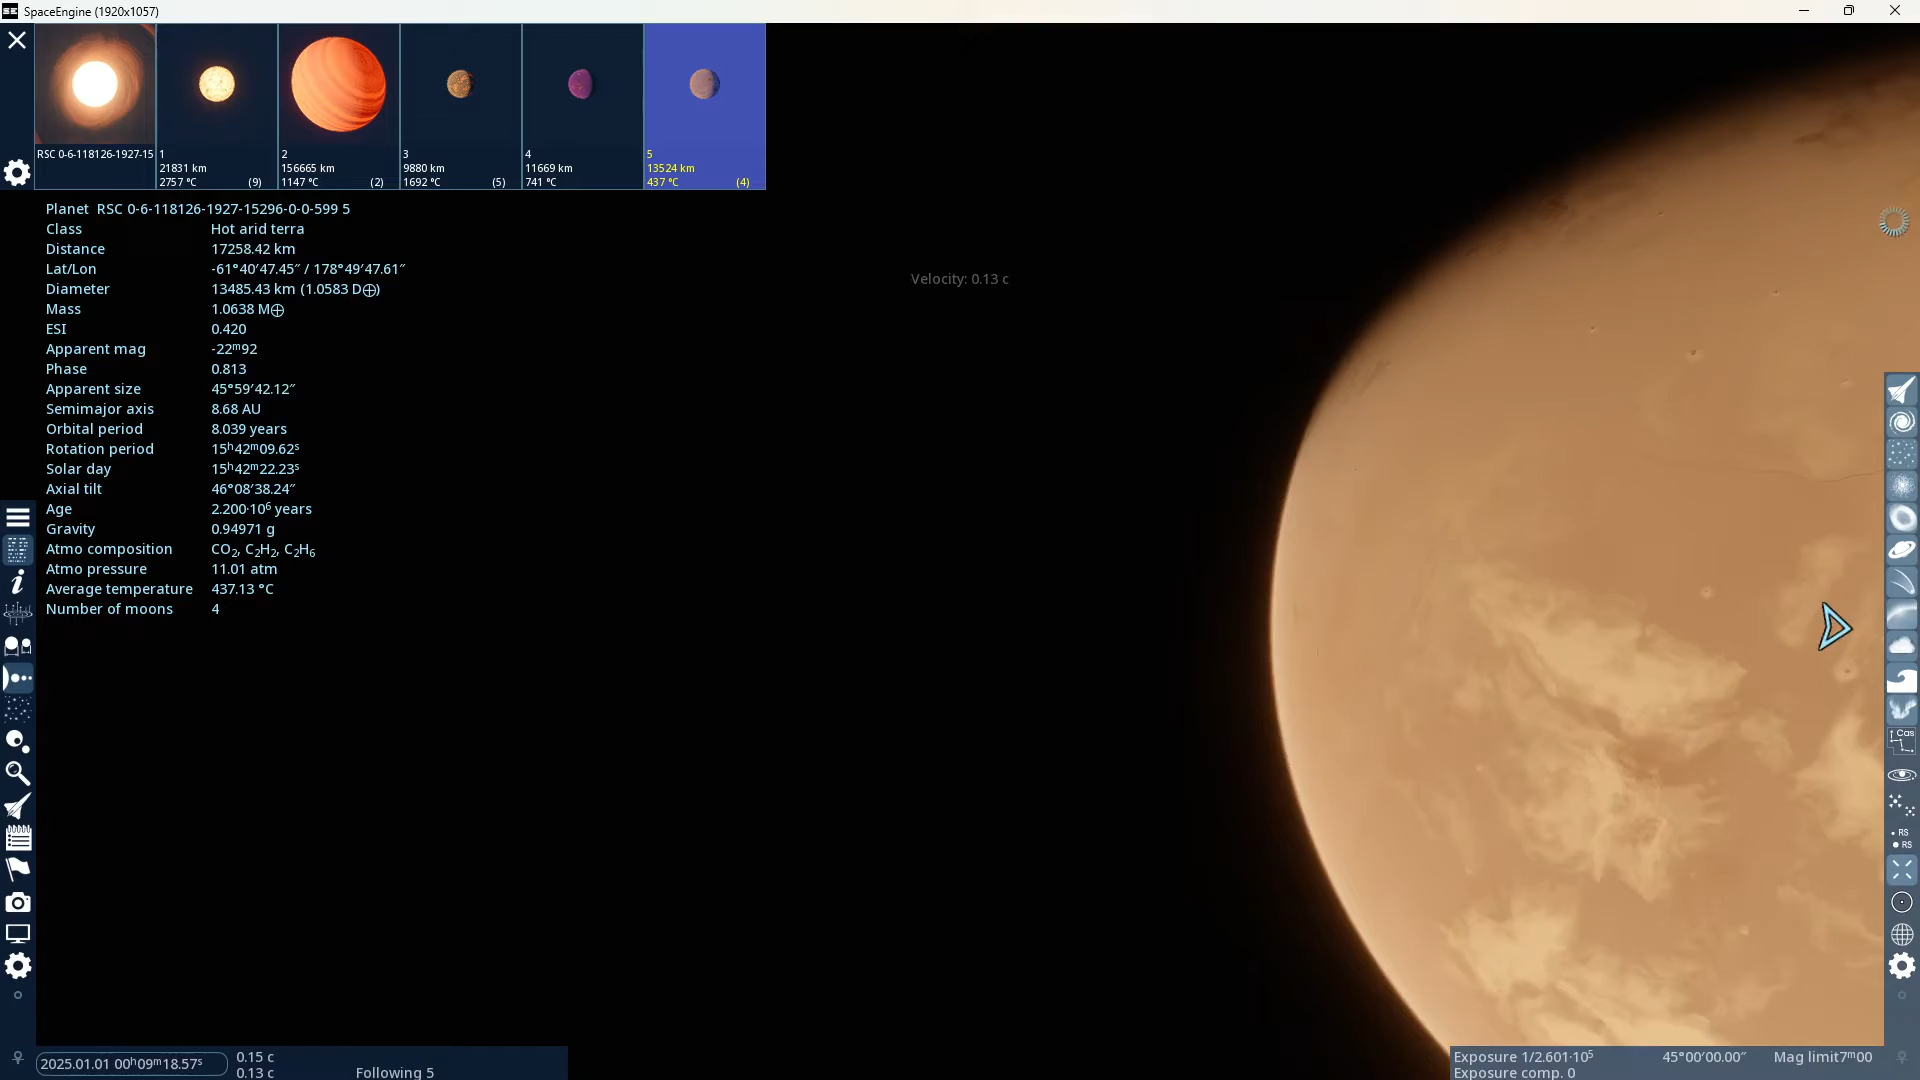 SpaceEngine (1920x1057)
RSC 0-6-118126-1927-15
1
21831 km
2757 °C (9)
2
156665 km
1147 °C (2)
3
9880 km
1692 °C (5)
4
11669 km
741 °C
5
13524 km
437 °C (4)
Planet RSC 0-6-118126-1927-15296-0-0-599 5
Class Hot arid terra
Distance 17258.42 km
Lat/Lon -61°40′47.45″ / 178°49′47.61″
Diameter 13485.43 km (1.0583 D⊕)
Mass 1.0638 M⊕
ESI 0.420
Apparent mag -22ᵐ92
Phase 0.813
Apparent size 45°59′42.12″
Semimajor axis 8.68 AU
Orbital period 8.039 years
Rotation period 15ʰ42ᵐ09.62ˢ
Solar day 15ʰ42ᵐ22.23ˢ
Axial tilt 46°08′38.24″
Age 2.200·10⁶ years
Gravity 0.94971 g
Atmo composition CO₂, C₂H₂, C₂H₆
Atmo pressure 11.01 atm
Average temperature 437.13 °C
Number of moons 4
Velocity: 0.13 c
Cas
RS
RS
2025.01.01 00ʰ09ᵐ18.57ˢ
0.15 c
0.13 c
Following 5
Exposure 1/2.601·10⁵ 45°00′00.00″ Mag limit7ᵐ00
Exposure comp. 0